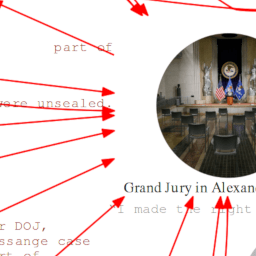 part of
were unsealed.
Grand Jury in Alexan
I made the right
r DOJ,
ssange case
rt of